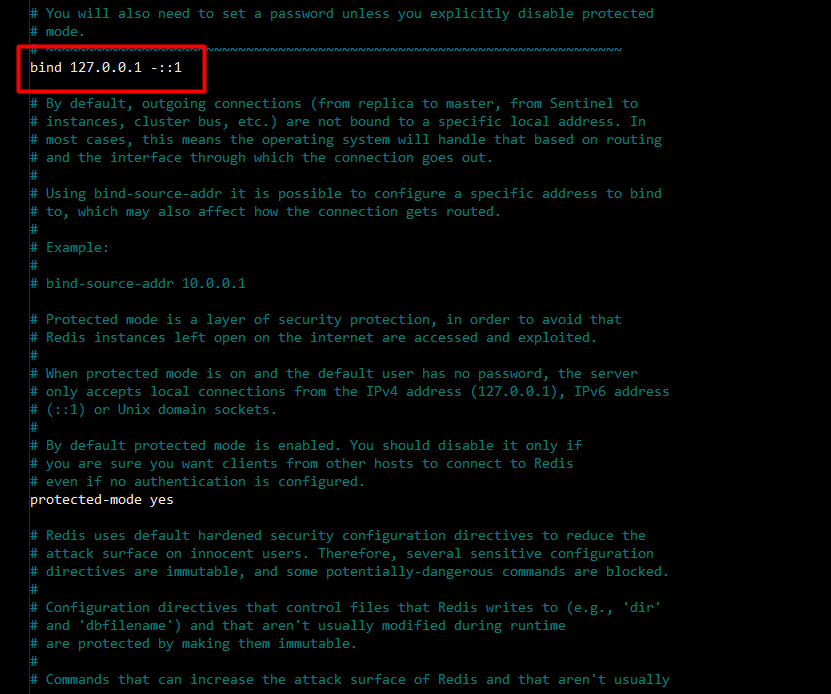 # You will also need to set a password unless you explicitly disable protected
# mode.
# ~~~~~~~~~~~~~~~~~~~~~~~~~~~~~~~~~~~~~~~~~~~~~~~~~~~~~~~~~~~~~~~~~~~~~~~~
bind 127.0.0.1 -::1
# By default, outgoing connections (from replica to master, from Sentinel to
# instances, cluster bus, etc.) are not bound to a specific local address. In
# most cases, this means the operating system will handle that based on routing
# and the interface through which the connection goes out.
#
# Using bind-source-addr it is possible to configure a specific address to bind
# to, which may also affect how the connection gets routed.
#
# Example:
#
# bind-source-addr 10.0.0.1
# Protected mode is a layer of security protection, in order to avoid that
# Redis instances left open on the internet are accessed and exploited.
#
# When protected mode is on and the default user has no password, the server
# only accepts local connections from the IPv4 address (127.0.0.1), IPv6 address
# (::1) or Unix domain sockets.
#
# By default protected mode is enabled. You should disable it only if
# you are sure you want clients from other hosts to connect to Redis
# even if no authentication is configured.
protected-mode yes
# Redis uses default hardened security configuration directives to reduce the
# attack surface on innocent users. Therefore, several sensitive configuration
# directives are immutable, and some potentially-dangerous commands are blocked.
#
# Configuration directives that control files that Redis writes to (e.g., 'dir'
# and 'dbfilename') and that aren't usually modified during runtime
# are protected by making them immutable.
#
# Commands that can increase the attack surface of Redis and that aren't usually